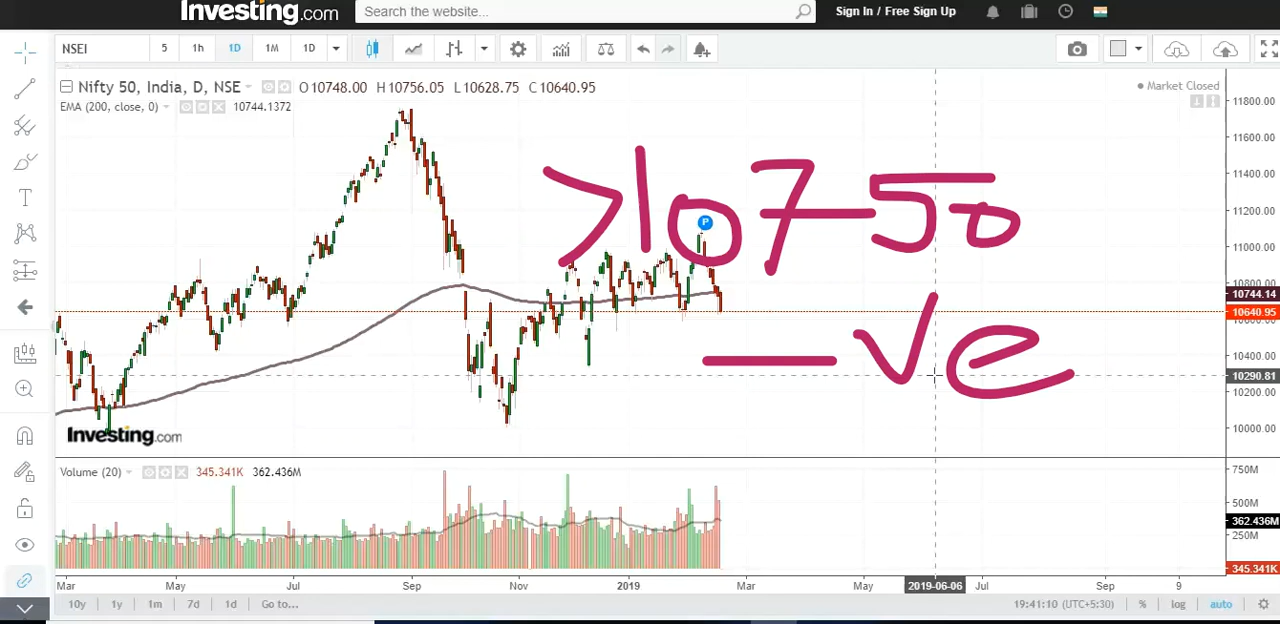 Investing.com Search the website... Sign In / Free Sign Up
NSEI 5 1h 1D 1M 1D
Nifty 50, India, D, NSE O10748.00 H10756.05 L10628.75 C10640.95
Market Closed
EMA (200, close, 0) 10744.1372
11800.00
11600.00
11400.00
11200.00
11000.00
10800.00
10744.14
10640.95
10400.00
10290.81
10200.00
10000.00
>10750
P
-ve
Investing.com
Volume (20) 345.341K 362.436M
750M
500M
362.436M
250M
345.341K
Mar May Jul Sep Nov 2019 Mar May 2019-06-06 Jul Sep 9
10y 1y 1m 7d 1d Go to... 19:41:10 (UTC+5:30) % log auto